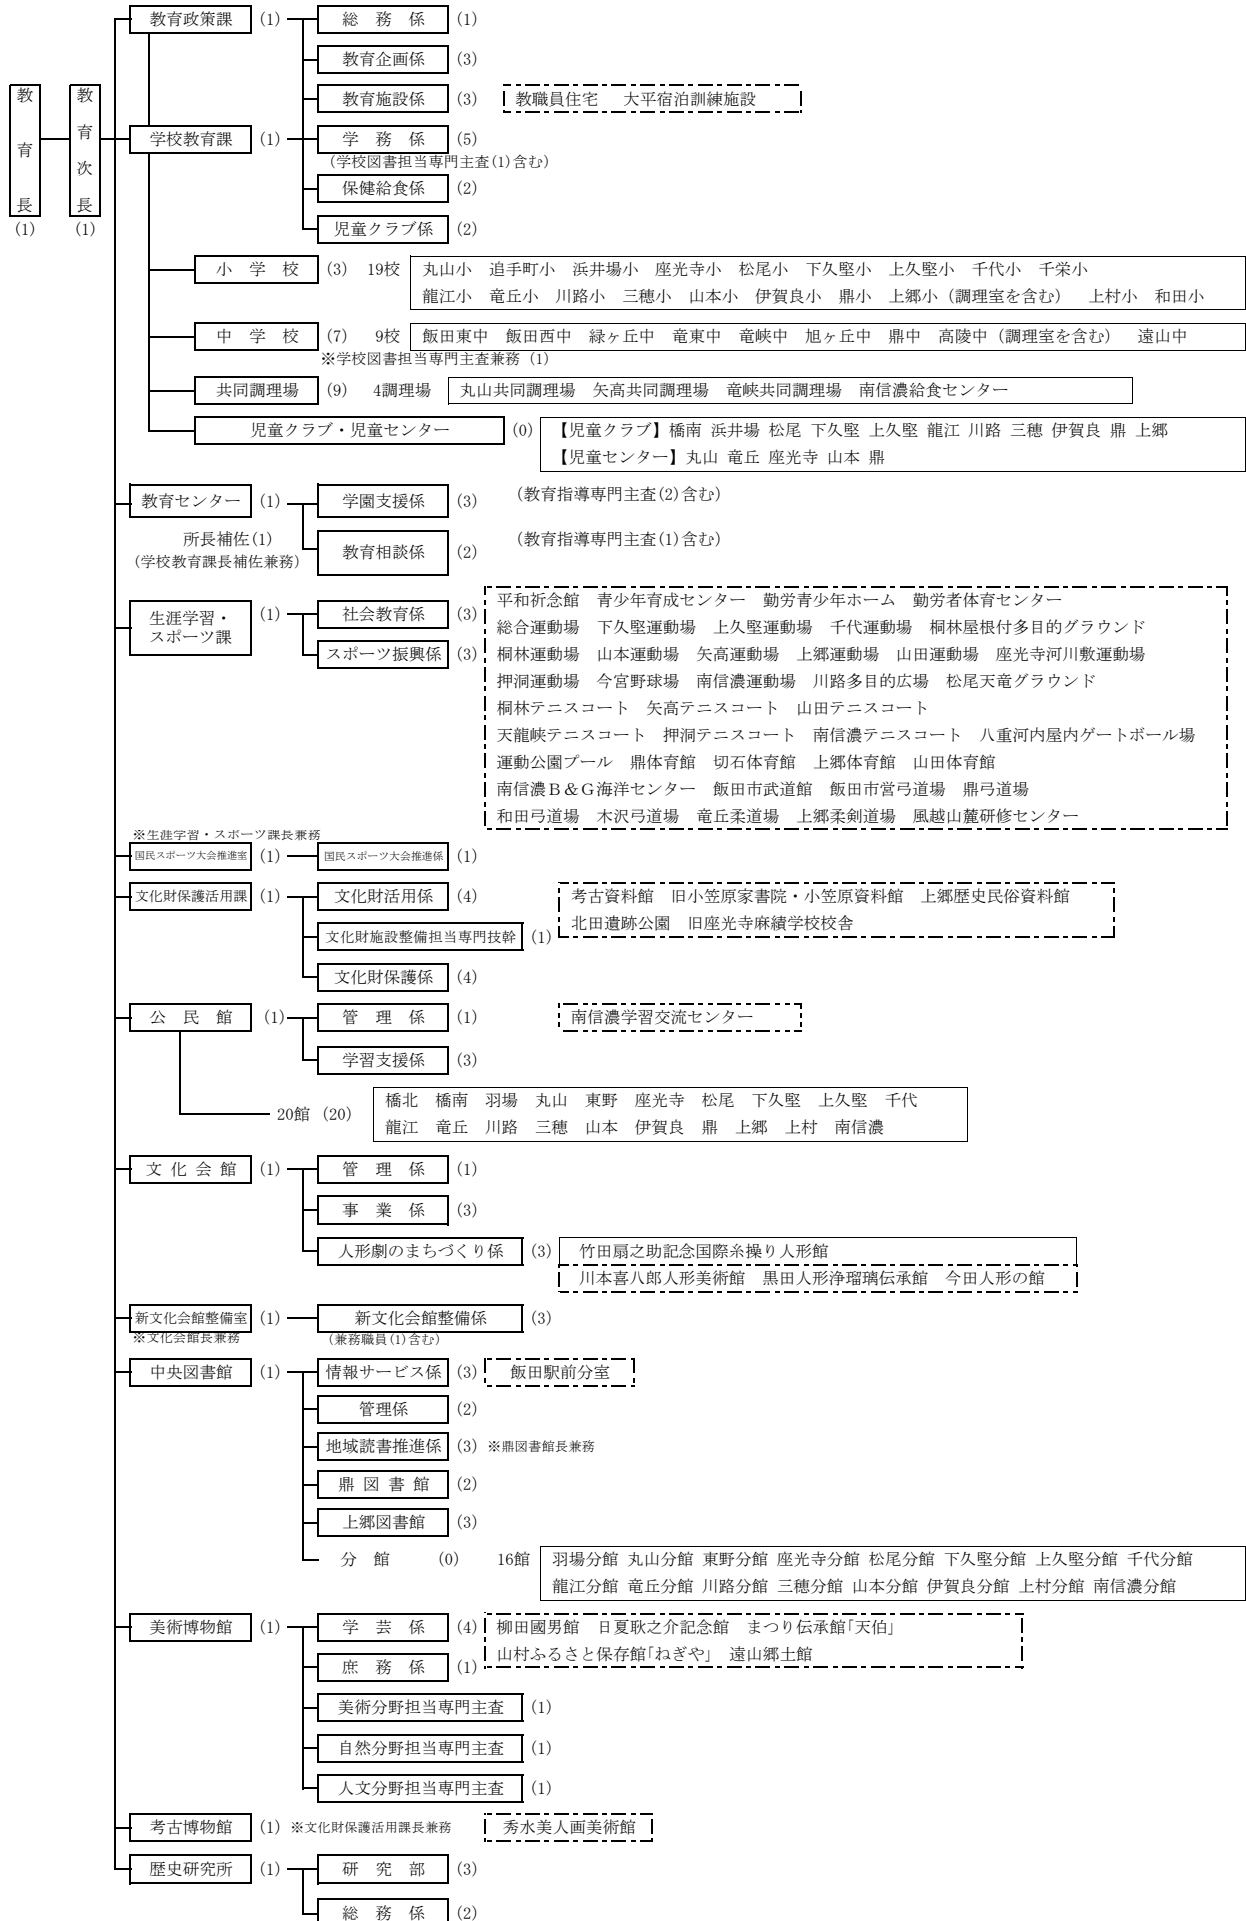 教育長
(1)
教育次長
(1)
教育政策課 (1) 総務係 (1)
教育企画係 (3)
教育施設係 (3) 教職員住宅 大平宿泊訓練施設
学校教育課 (1) 学務係 (5)
(学校図書担当専門主査(1)含む)
保健給食係 (2)
児童クラブ係 (2)
小学校 (3) 19校 丸山小 追手町小 浜井場小 座光寺小 松尾小 下久堅小 上久堅小 千代小 千栄小
龍江小 竜丘小 川路小 三穂小 山本小 伊賀良小 鼎小 上郷小（調理室を含む） 上村小 和田小
中学校 (7) 9校 飯田東中 飯田西中 緑ヶ丘中 竜東中 竜峡中 旭ヶ丘中 鼎中 高陵中（調理室を含む） 遠山中
※学校図書担当専門主査兼務 (1)
共同調理場 (9) 4調理場 丸山共同調理場 矢高共同調理場 竜峡共同調理場 南信濃給食センター
児童クラブ・児童センター (0) 【児童クラブ】橋南 浜井場 松尾 下久堅 上久堅 龍江 川路 三穂 伊賀良 鼎 上郷
【児童センター】丸山 竜丘 座光寺 山本 鼎
教育センター (1) 学園支援係 (3) (教育指導専門主査(2)含む)
所長補佐(1)
(学校教育課長補佐兼務)
教育相談係 (2) (教育指導専門主査(1)含む)
生涯学習・
スポーツ課
(1) 社会教育係 (3)
スポーツ振興係 (3)
平和祈念館 青少年育成センター 勤労青少年ホーム 勤労者体育センター
総合運動場 下久堅運動場 上久堅運動場 千代運動場 桐林屋根付多目的グラウンド
桐林運動場 山本運動場 矢高運動場 上郷運動場 山田運動場 座光寺河川敷運動場
押洞運動場 今宮野球場 南信濃運動場 川路多目的広場 松尾天竜グラウンド
桐林テニスコート 矢高テニスコート 山田テニスコート
天龍峡テニスコート 押洞テニスコート 南信濃テニスコート 八重河内屋内ゲートボール場
運動公園プール 鼎体育館 切石体育館 上郷体育館 山田体育館
南信濃Ｂ＆Ｇ海洋センター 飯田市武道館 飯田市営弓道場 鼎弓道場
和田弓道場 木沢弓道場 竜丘柔道場 上郷柔剣道場 風越山麓研修センター
※生涯学習・スポーツ課長兼務
国民スポーツ大会推進室 (1) 国民スポーツ大会推進係 (1)
文化財保護活用課 (1) 文化財活用係 (4) 考古資料館 旧小笠原家書院・小笠原資料館 上郷歴史民俗資料館
北田遺跡公園 旧座光寺麻績学校校舎
文化財施設整備担当専門技幹 (1)
文化財保護係 (4)
公民館 (1) 管理係 (1) 南信濃学習交流センター
学習支援係 (3)
20館 (20) 橋北 橋南 羽場 丸山 東野 座光寺 松尾 下久堅 上久堅 千代
龍江 竜丘 川路 三穂 山本 伊賀良 鼎 上郷 上村 南信濃
文化会館 (1) 管理係 (1)
事業係 (3)
人形劇のまちづくり係 (3) 竹田扇之助記念国際糸操り人形館
川本喜八郎人形美術館 黒田人形浄瑠璃伝承館 今田人形の館
新文化会館整備室 (1) 新文化会館整備係 (3)
※文化会館長兼務 (兼務職員(1)含む)
中央図書館 (1) 情報サービス係 (3) 飯田駅前分室
管理係 (2)
地域読書推進係 (3) ※鼎図書館長兼務
鼎図書館 (2)
上郷図書館 (3)
分館 (0) 16館 羽場分館 丸山分館 東野分館 座光寺分館 松尾分館 下久堅分館 上久堅分館 千代分館
龍江分館 竜丘分館 川路分館 三穂分館 山本分館 伊賀良分館 上村分館 南信濃分館
美術博物館 (1) 学芸係 (4) 柳田國男館 日夏耿之介記念館 まつり伝承館｢天伯｣
山村ふるさと保存館｢ねぎや｣ 遠山郷土館
庶務係 (1)
美術分野担当専門主査 (1)
自然分野担当専門主査 (1)
人文分野担当専門主査 (1)
考古博物館 (1) ※文化財保護活用課長兼務 秀水美人画美術館
歴史研究所 (1) 研究部 (3)
総務係 (2)